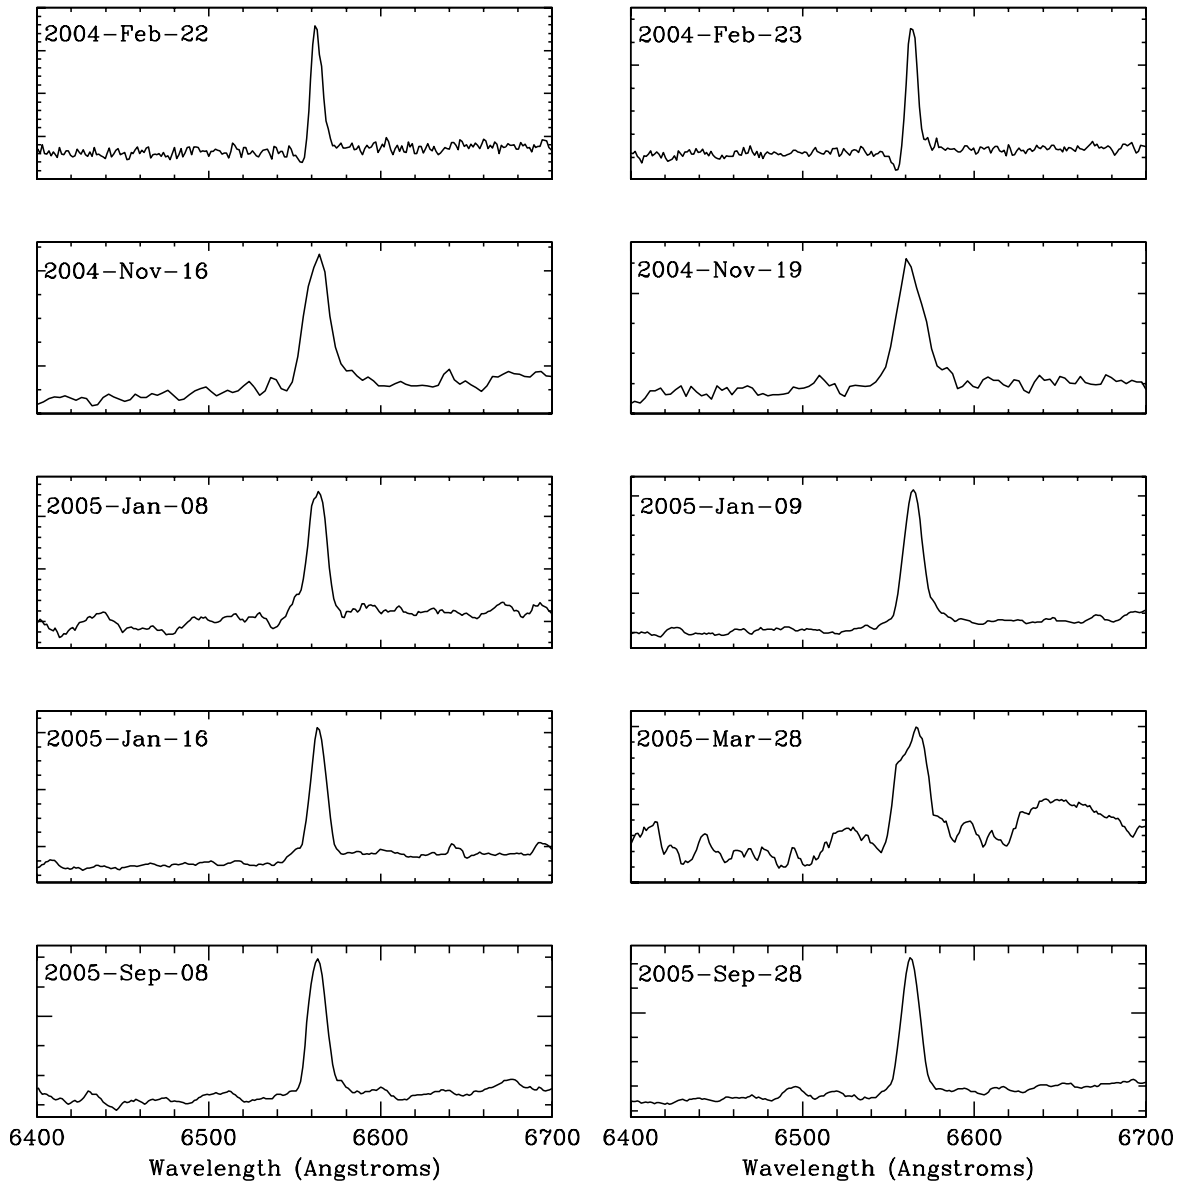 2004-Feb-22
2004-Feb-23
2004-Nov-16
2004-Nov-19
2005-Jan-08
2005-Jan-09
2005-Jan-16
2005-Mar-28
2005-Sep-08
2005-Sep-28
6400 6500 6600 6700
6400 6500 6600 6700
Wavelength (Angstroms)
Wavelength (Angstroms)